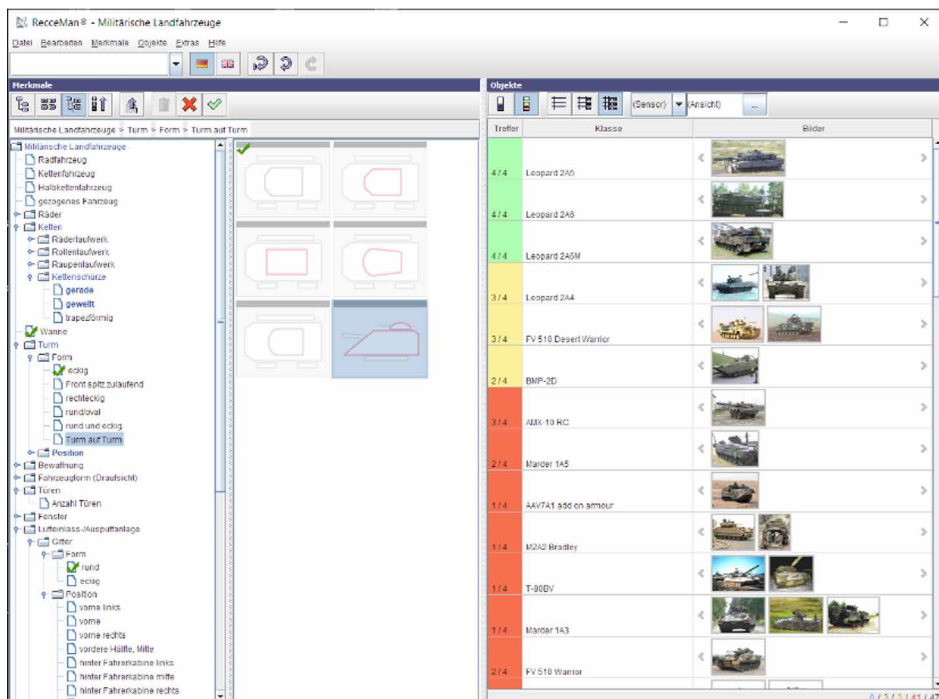 RecceMan® - Militärische Landfahrzeuge
Datei Bearbeiten Merkmale Objekte Extras Hilfe
Merkmale
Militärische Landfahrzeuge > Turm > Form > Turm auf Turm
Militärische Landfahrzeuge
Radfahrzeug
Kettenfahrzeug
Halbkettenfahrzeug
gezogenes Fahrzeug
Räder
Ketten
Räderlaufwerk
Rollenlaufwerk
Raupenlaufwerk
Kettenschürze
gerade
gewellt
trapezförmig
Wanne
Turm
Form
eckig
Front spitz zulaufend
rechteckig
rund/oval
rund und eckig
Turm auf Turm
Position
Bewaffnung
Fahrzeugform (Draufsicht)
Türen
Anzahl Türen
Fenster
Lufteinlass-/Auspuffanlage
Gitter
Form
rund
eckig
Position
vorne links
vorne
vorne rechts
vordere Hälfte, Mitte
hinter Fahrerkabine links
hinter Fahrerkabine mitte
hinter Fahrerkabine rechts
Objekte
(Sensor) (Ansicht) ...
Treffer Klasse Bilder
4 / 4 Leopard 2A5
4 / 4 Leopard 2A6
4 / 4 Leopard 2A6M
3 / 4 Leopard 2A4
3 / 4 FV 510 Desert Warrior
2 / 4 BMP-2D
3 / 4 AMX-10 RC
2 / 4 Marder 1A5
1 / 4 AAV7A1 add on armour
1 / 4 M2A2 Bradley
1 / 4 T-80BV
1 / 4 Marder 1A3
2 / 4 FV 510 Warrior